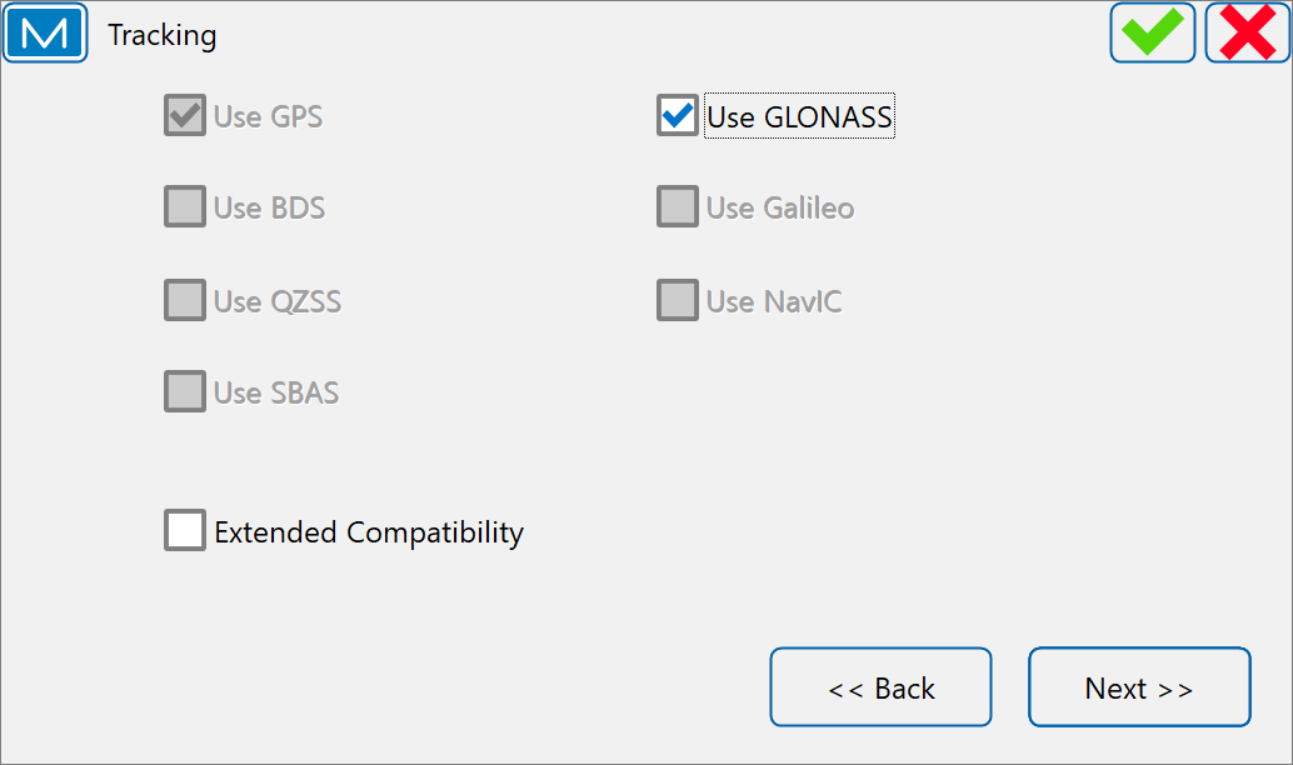 M Tracking
Use GPS Use GLONASS
Use BDS Use Galileo
Use QZSS Use NavIC
Use SBAS
Extended Compatibility
<< Back Next >>